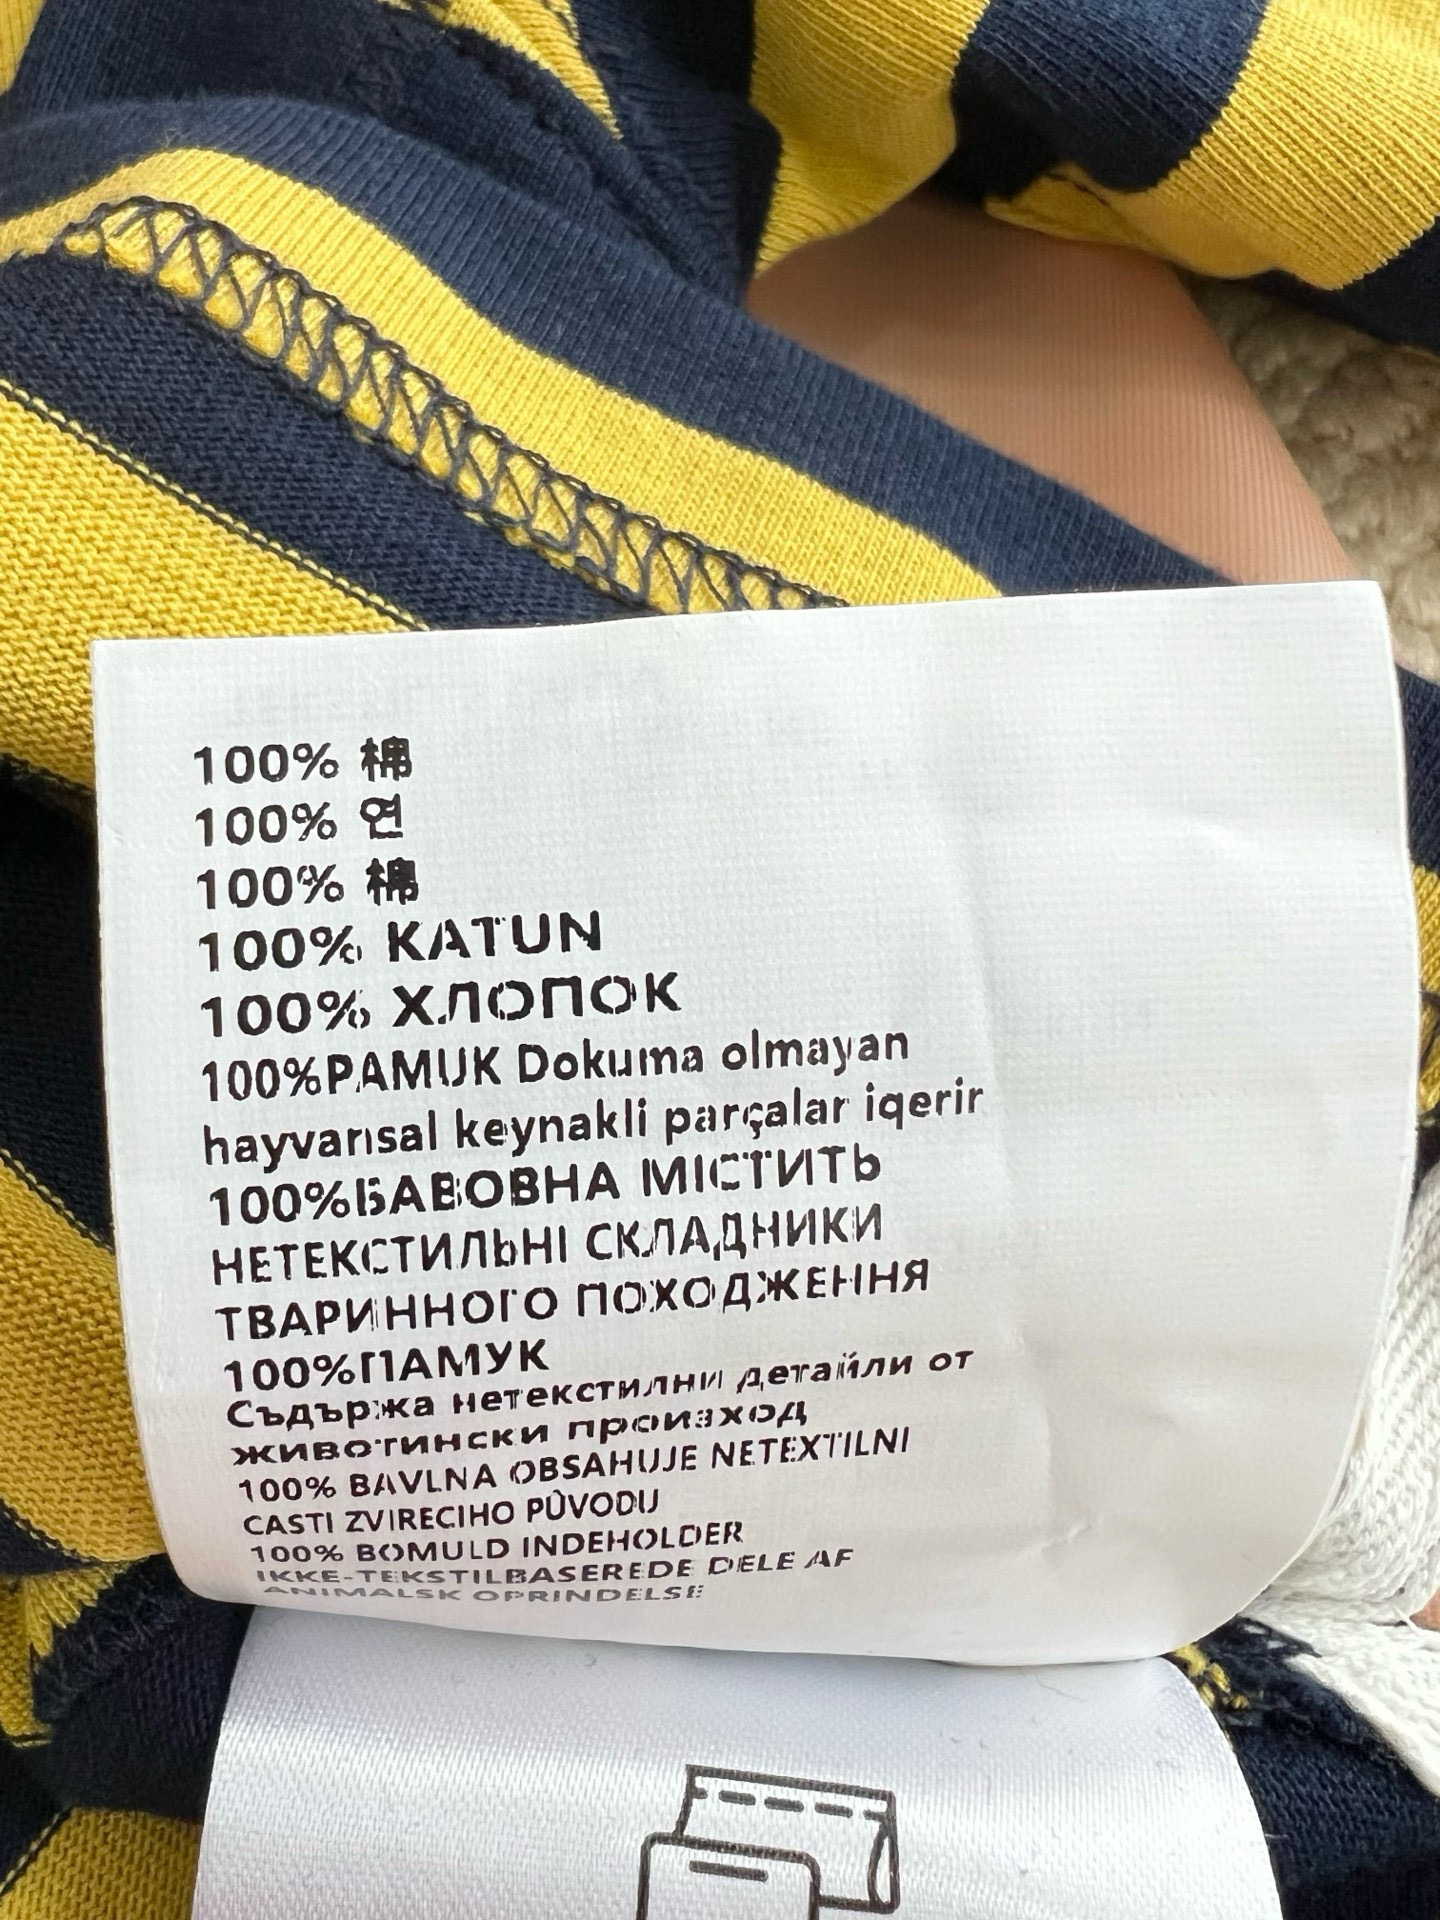 100% 棉
100% 면
100% 棉
100% KATUN
100% ХЛОПОК
100%PAMUK Dokuma olmayan
hayvansal keynakli parçalar iqerir
100%БАВОВНА МІСТИТЬ
НЕТЕКСТИЛЬНІ СКЛАДНИКИ
ТВАРИННОГО ПОХОДЖЕННЯ
100%ПАМУК
Съдържа нетекстилни детайли от
животински произход
100% BAVLNA OBSAHUJE NETEXTILNI
CASTI ZVIRECIHO PŮVODU
100% BOMULD INDEHOLDER
IKKE-TEKSTILBASEREDE DELE AF
ANIMALSK OPRINDELSE